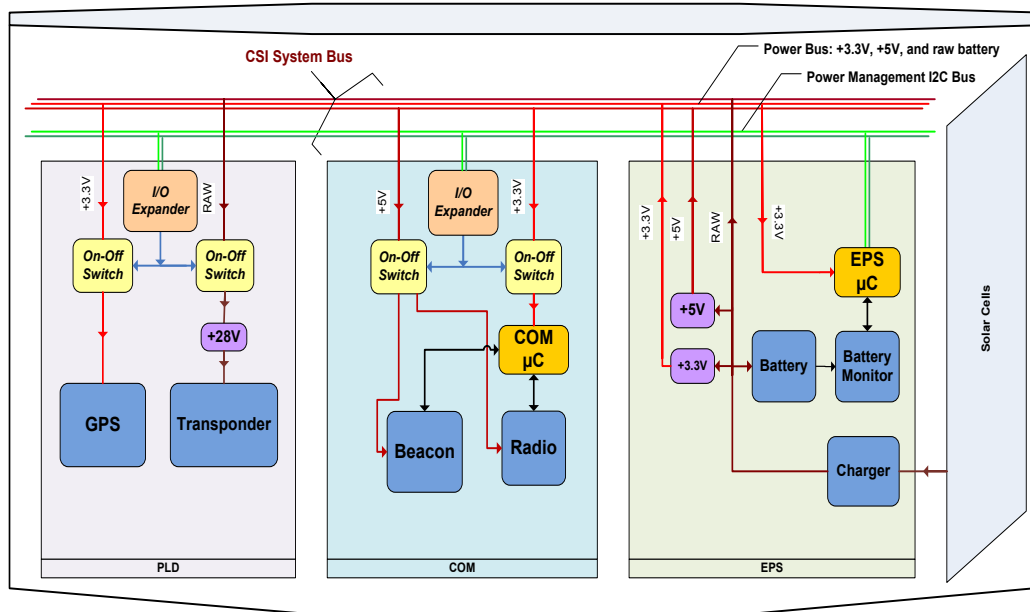 CSI System Bus
Power Bus: +3.3V, +5V, and raw battery
Power Management I2C Bus
+3.3V
I/O
Expander
RAW
On-Off
Switch
On-Off
Switch
+28V
GPS
Transponder
PLD
+5V
I/O
Expander
+3.3V
On-Off
Switch
On-Off
Switch
COM
µC
Beacon
Radio
COM
+3.3V
+5V
RAW
+3.3V
EPS
µC
+5V
+3.3V
Battery
Battery
Monitor
Charger
EPS
Solar Cells